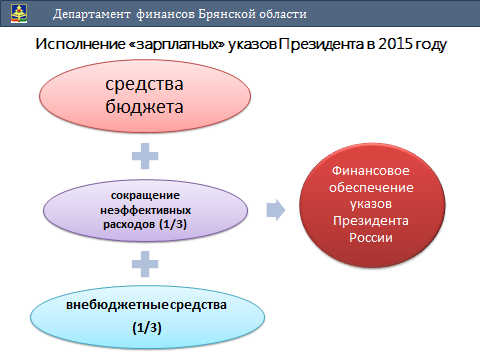 Департамент финансов Брянской области
Исполнение «зарплатных» указов Президента в 2015 году
средства
бюджета
сокращение
неэффективных
расходов (1/3)
внебюджетные средства
(1/3)
Финансовое
обеспечение
указов
Президента
России